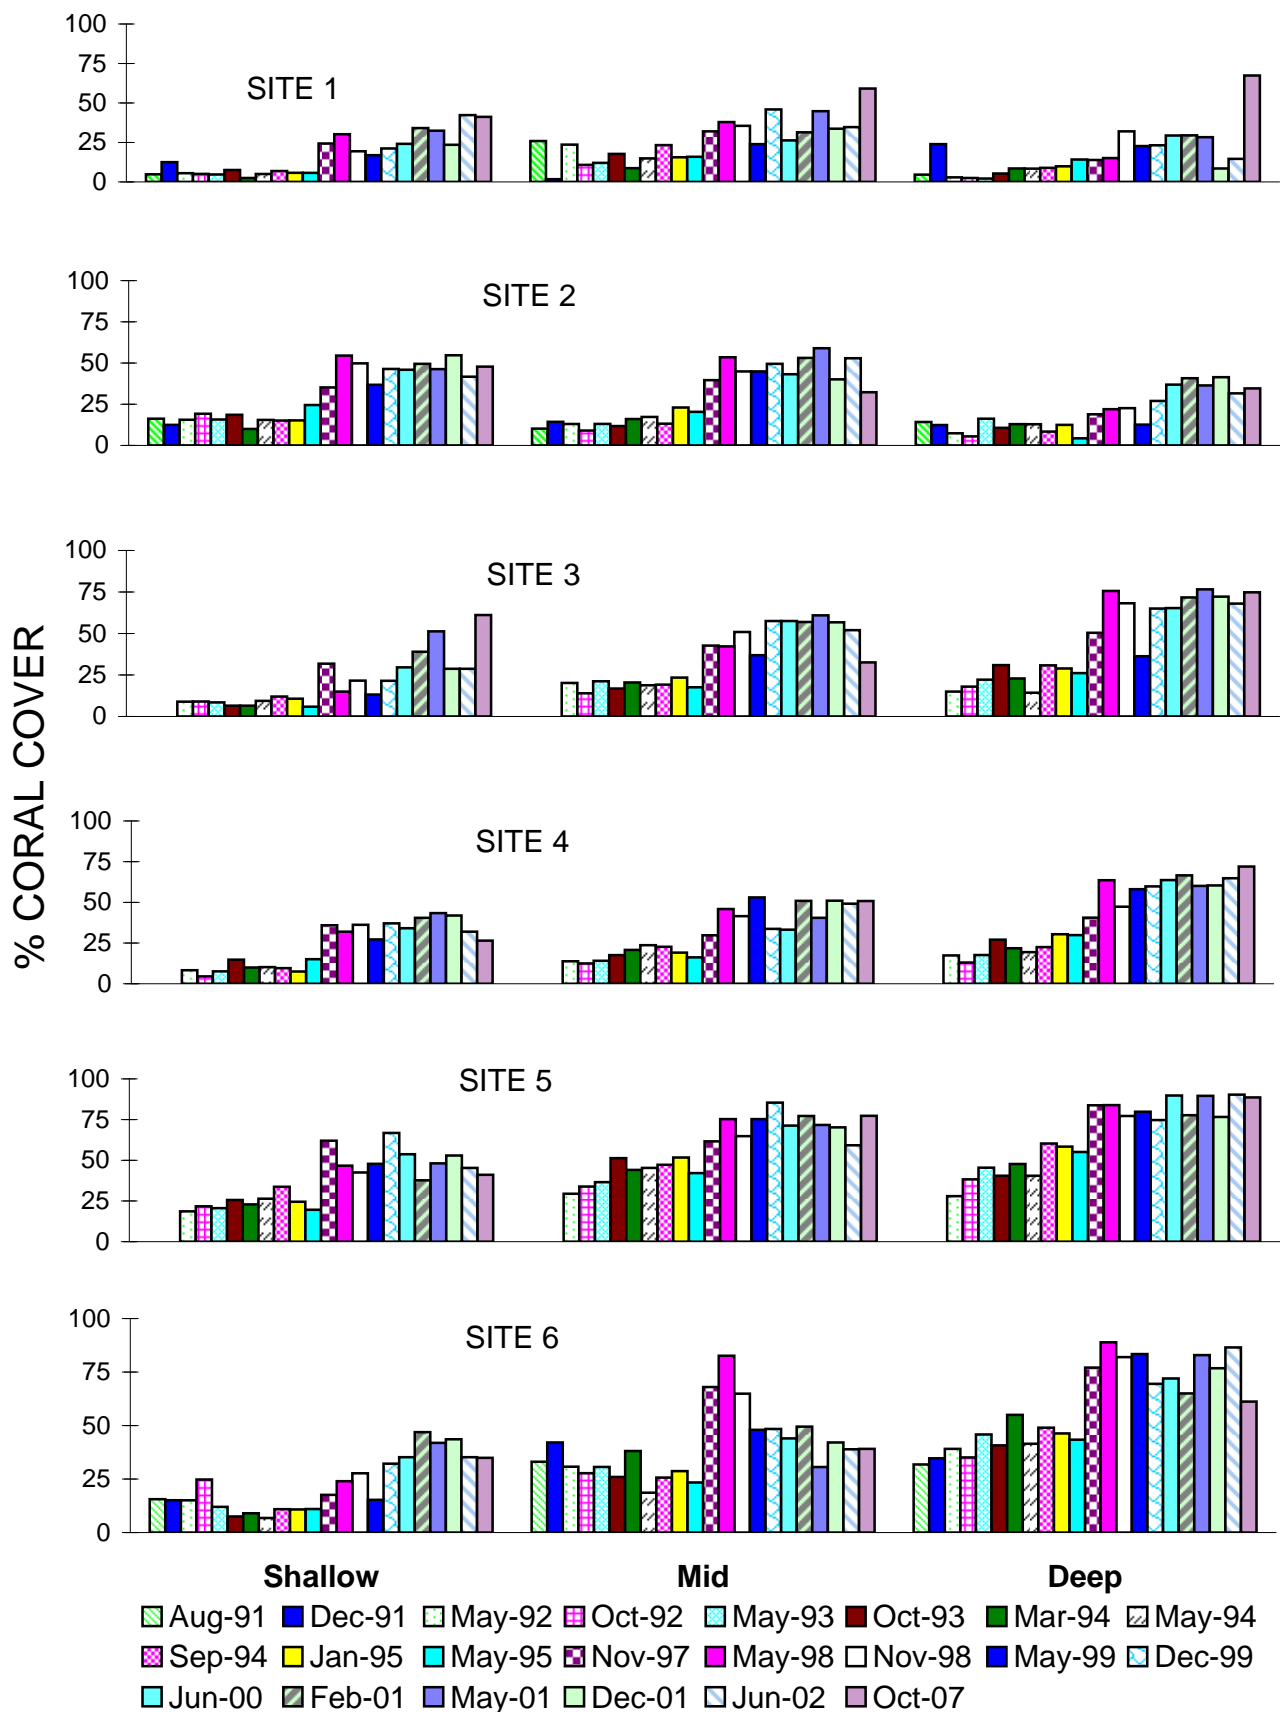 % CORAL COVER
100
75
50
25
0
SITE 1
100
75
50
25
0
SITE 2
100
75
50
25
0
SITE 3
100
75
50
25
0
SITE 4
100
75
50
25
0
SITE 5
100
75
50
25
0
SITE 6
Shallow Mid Deep
Aug-91 Dec-91 May-92 Oct-92 May-93 Oct-93 Mar-94 May-94
Sep-94 Jan-95 May-95 Nov-97 May-98 Nov-98 May-99 Dec-99
Jun-00 Feb-01 May-01 Dec-01 Jun-02 Oct-07